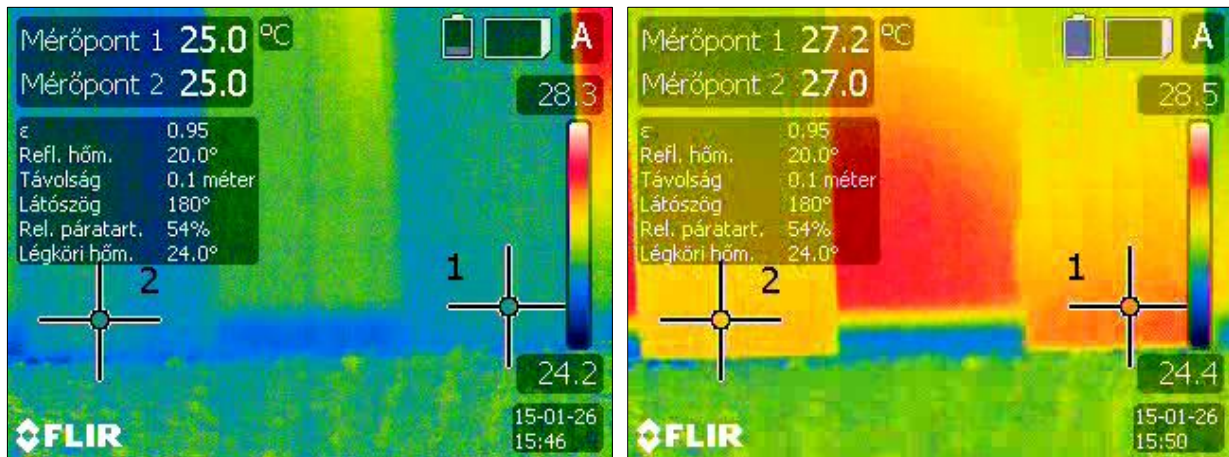 Mérőpont 1 25.0 °C
Mérőpont 2 25.0
A
28.3
ε 0.95
Refl. hőm. 20.0°
Távolság 0.1 méter
Látószög 180°
Rel. páratart. 54%
Légköri hőm. 24.0°
2
1
24.2
15-01-26
15:46
FLIR
Mérőpont 1 27.2 °C
Mérőpont 2 27.0
A
28.5
ε 0.95
Refl. hőm. 20.0°
Távolság 0.1 méter
Látószög 180°
Rel. páratart. 54%
Légköri hőm. 24.0°
2
1
24.4
15-01-26
15:50
FLIR